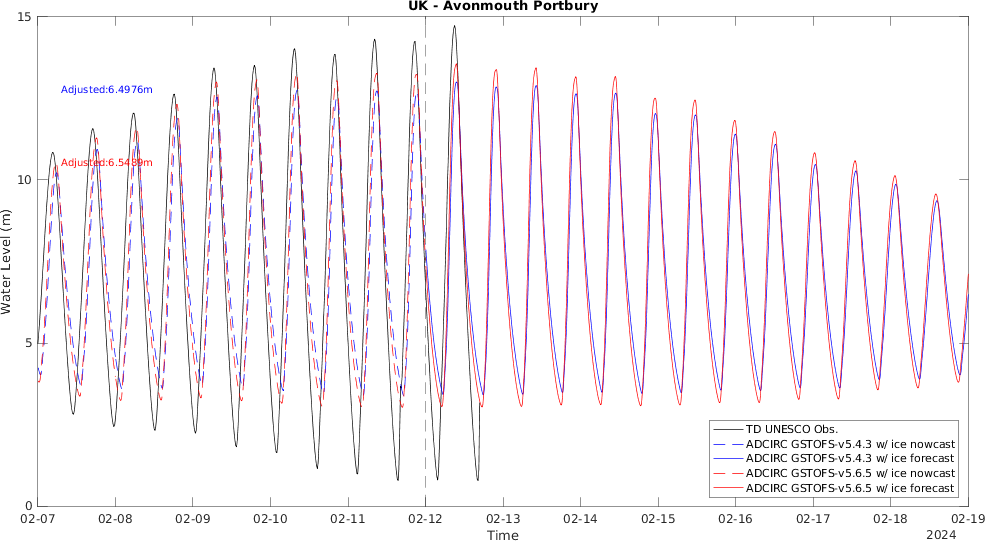 UK - Avonmouth Portbury
15
10
5
0
Water Level (m)
Adjusted:6.4976m
Adjusted:6.5489m
TD UNESCO Obs.
ADCIRC GSTOFS-v5.4.3 w/ ice nowcast
ADCIRC GSTOFS-v5.4.3 w/ ice forecast
ADCIRC GSTOFS-v5.6.5 w/ ice nowcast
ADCIRC GSTOFS-v5.6.5 w/ ice forecast
02-07 02-08 02-09 02-10 02-11 02-12 02-13 02-14 02-15 02-16 02-17 02-18 02-19
Time
2024